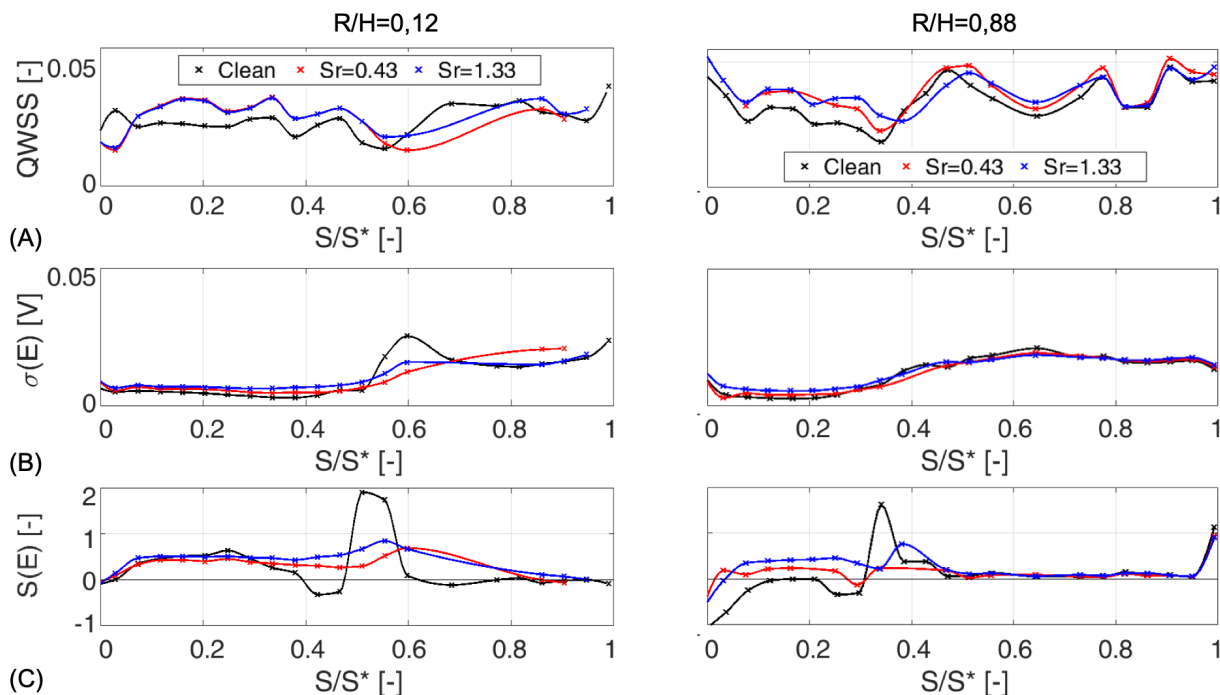 R/H=0,12
R/H=0,88
QWSS [-]
0.05
0
Clean Sr=0.43 Sr=1.33
Clean Sr=0.43 Sr=1.33
0 0.2 0.4 0.6 0.8 1
0 0.2 0.4 0.6 0.8 1
(A)
S/S* [-]
S/S* [-]
σ(E) [V]
0.05
0
0 0.2 0.4 0.6 0.8 1
0 0.2 0.4 0.6 0.8 1
(B)
S/S* [-]
S/S* [-]
S(E) [-]
2
1
0
-1
0 0.2 0.4 0.6 0.8 1
0 0.2 0.4 0.6 0.8 1
(C)
S/S* [-]
S/S* [-]